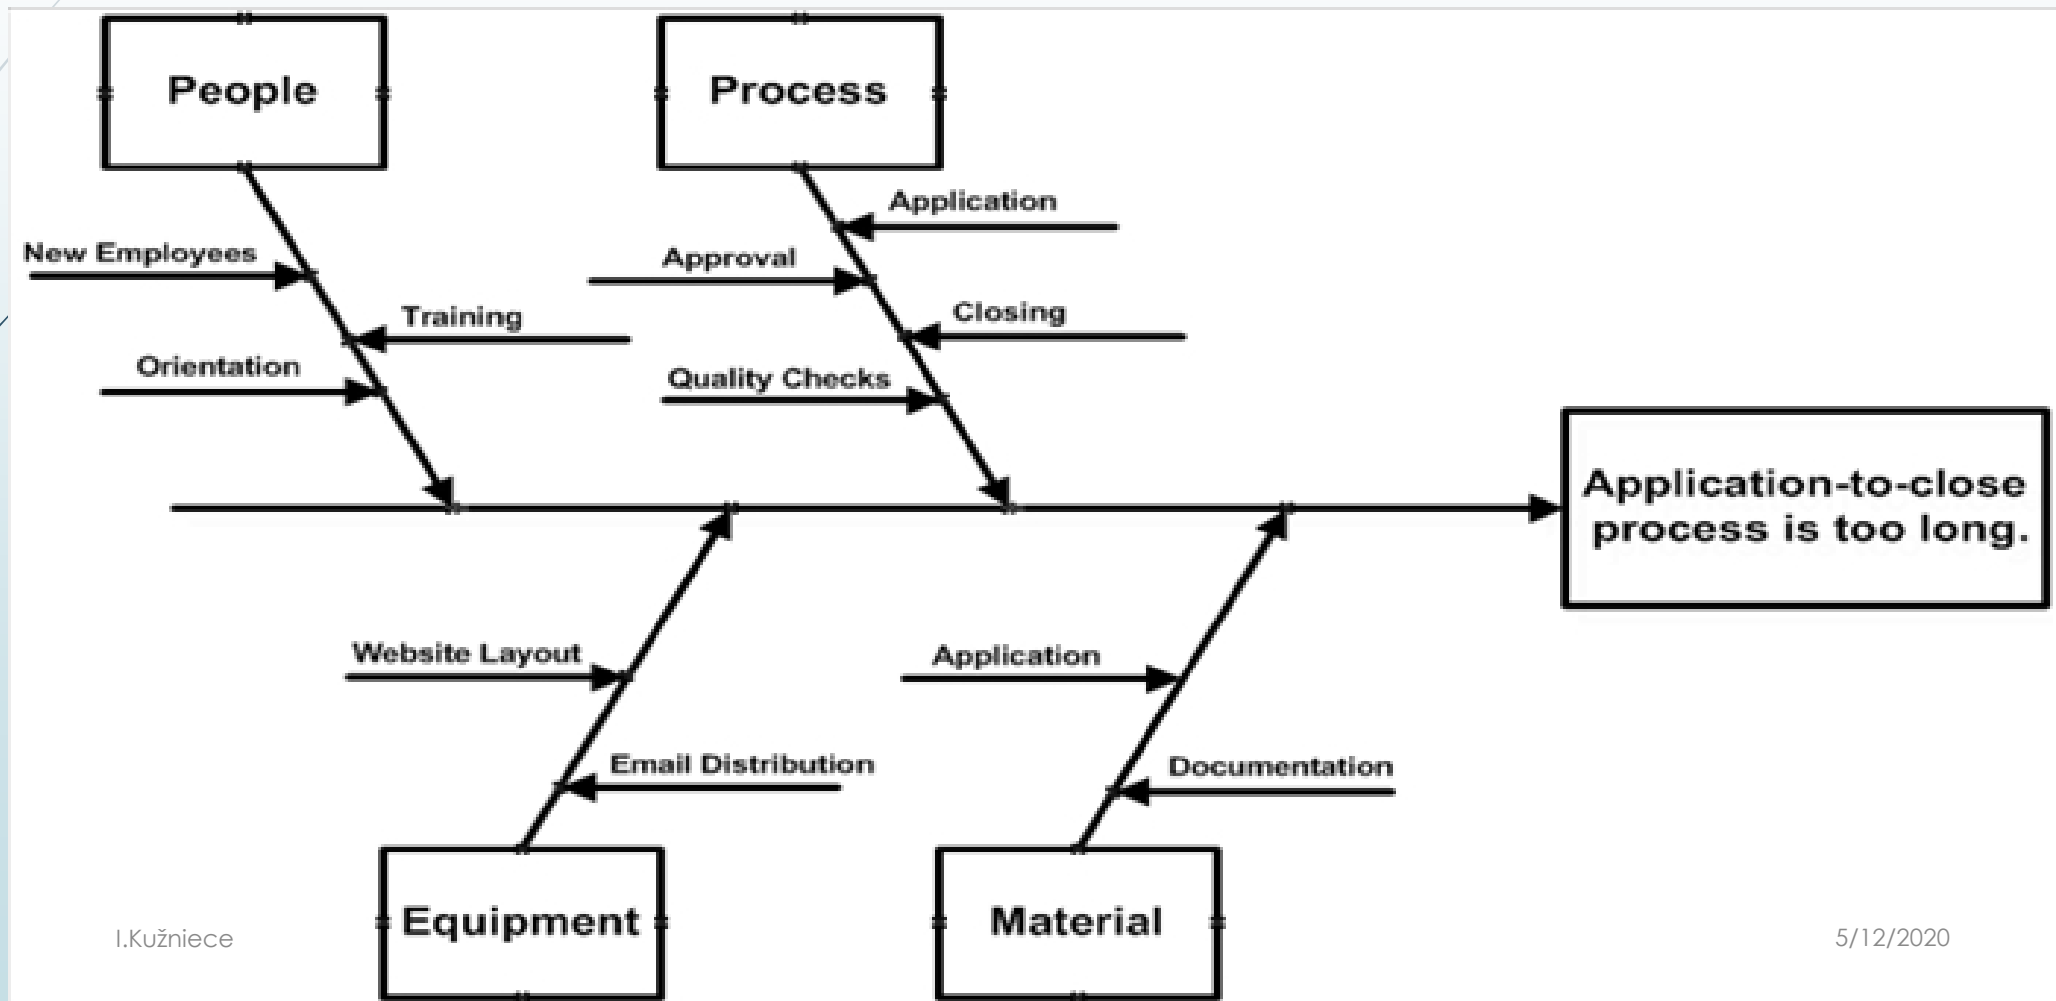 People
Process
Application
New Employees
Approval
Training
Closing
Orientation
Quality Checks
Application-to-close
process is too long.
Website Layout
Application
Email Distribution
Documentation
Equipment
Material
I.Kužniece
5/12/2020